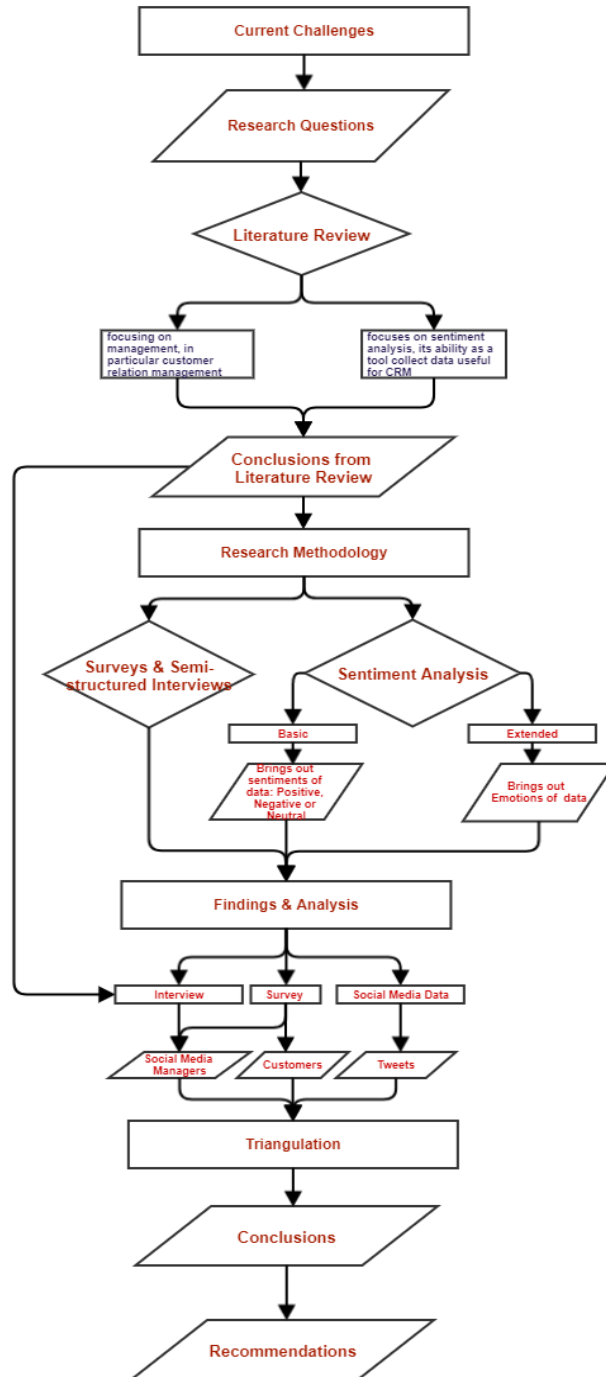 Current Challenges
Research Questions
Literature Review
focusing on
management, in
particular customer
relation management
focuses on sentiment
analysis, its ability as a
tool collect data useful
for CRM
Conclusions from
Literature Review
Research Methodology
Surveys & Semi-
structured Interviews
Sentiment Analysis
Basic
Extended
Brings out
sentiments of
data: Positive,
Negative or
Neutral
Brings out
Emotions of data
Findings & Analysis
Interview
Survey
Social Media Data
Social Media
Managers
Customers
Tweets
Triangulation
Conclusions
Recommendations